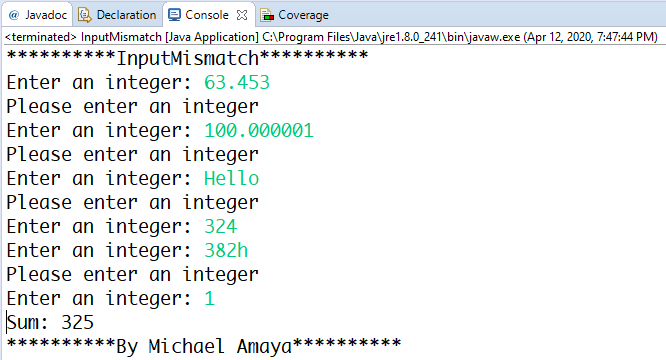 @ Javadoc Declaration Console Coverage
<terminated> InputMismatch [Java Application] C:\Program Files\Java\jre1.8.0_241\bin\javaw.exe (Apr 12, 2020, 7:47:44 PM)
**********InputMismatch**********
Enter an integer: 63.453
Please enter an integer
Enter an integer: 100.000001
Please enter an integer
Enter an integer: Hello
Please enter an integer
Enter an integer: 324
Enter an integer: 382h
Please enter an integer
Enter an integer: 1
Sum: 325
**********By Michael Amaya**********